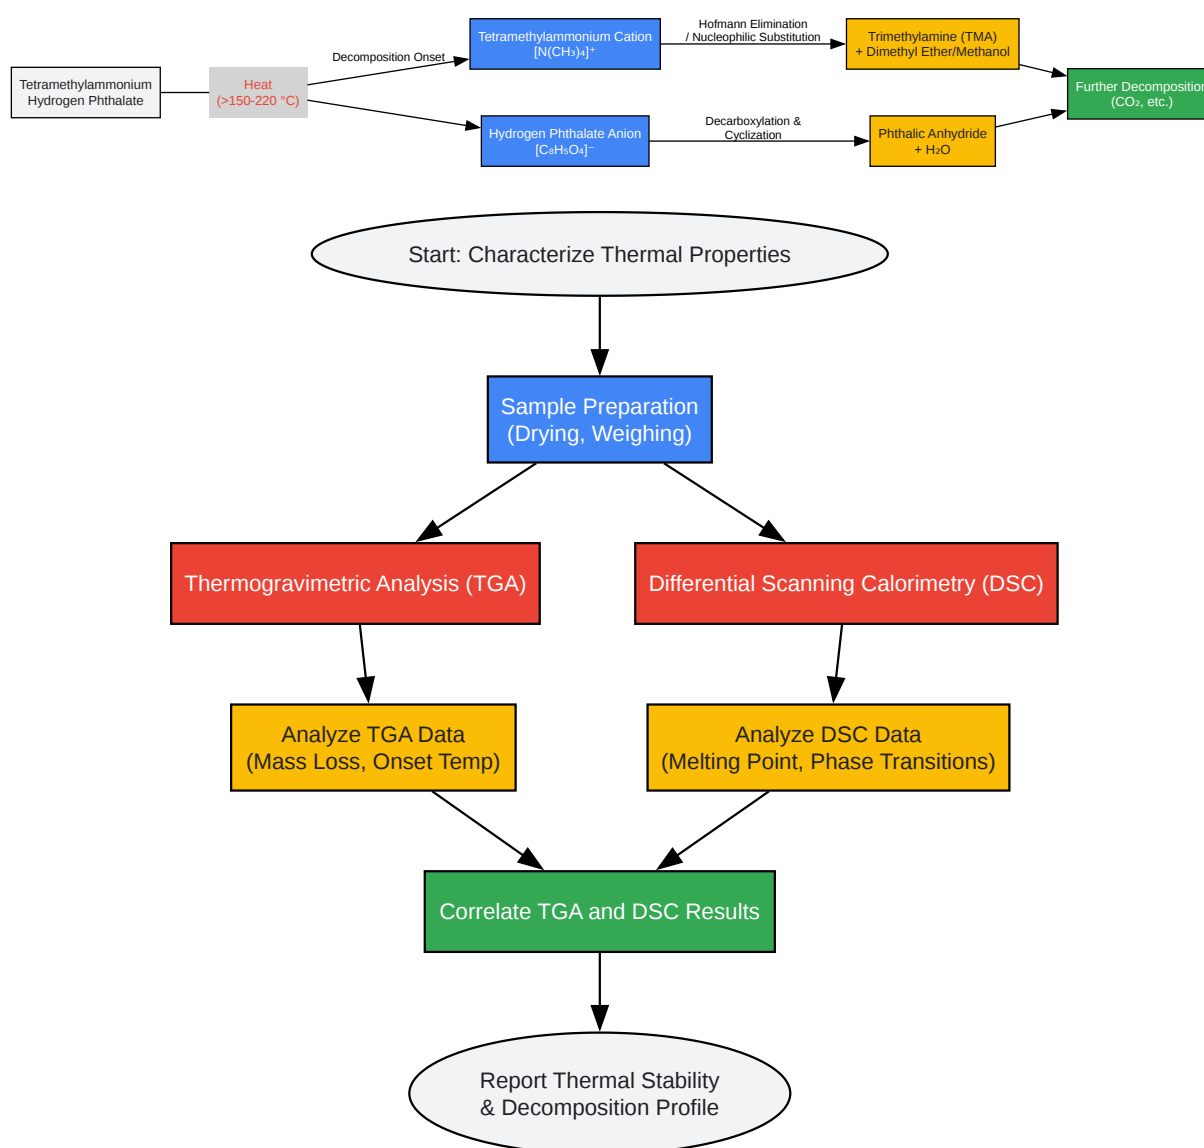 Tetramethylammonium
Hydrogen Phthalate
Heat
(>150-220 °C)
Decomposition Onset
Tetramethylammonium Cation
[N(CH₃)₄]⁺
Hofmann Elimination
/ Nucleophilic Substitution
Trimethylamine (TMA)
+ Dimethyl Ether/Methanol
Hydrogen Phthalate Anion
[C₈H₅O₄]⁻
Decarboxylation &
Cyclization
Phthalic Anhydride
+ H₂O
Further Decomposition
(CO₂, etc.)
Start: Characterize Thermal Properties
Sample Preparation
(Drying, Weighing)
Thermogravimetric Analysis (TGA)
Differential Scanning Calorimetry (DSC)
Analyze TGA Data
(Mass Loss, Onset Temp)
Analyze DSC Data
(Melting Point, Phase Transitions)
Correlate TGA and DSC Results
Report Thermal Stability
& Decomposition Profile